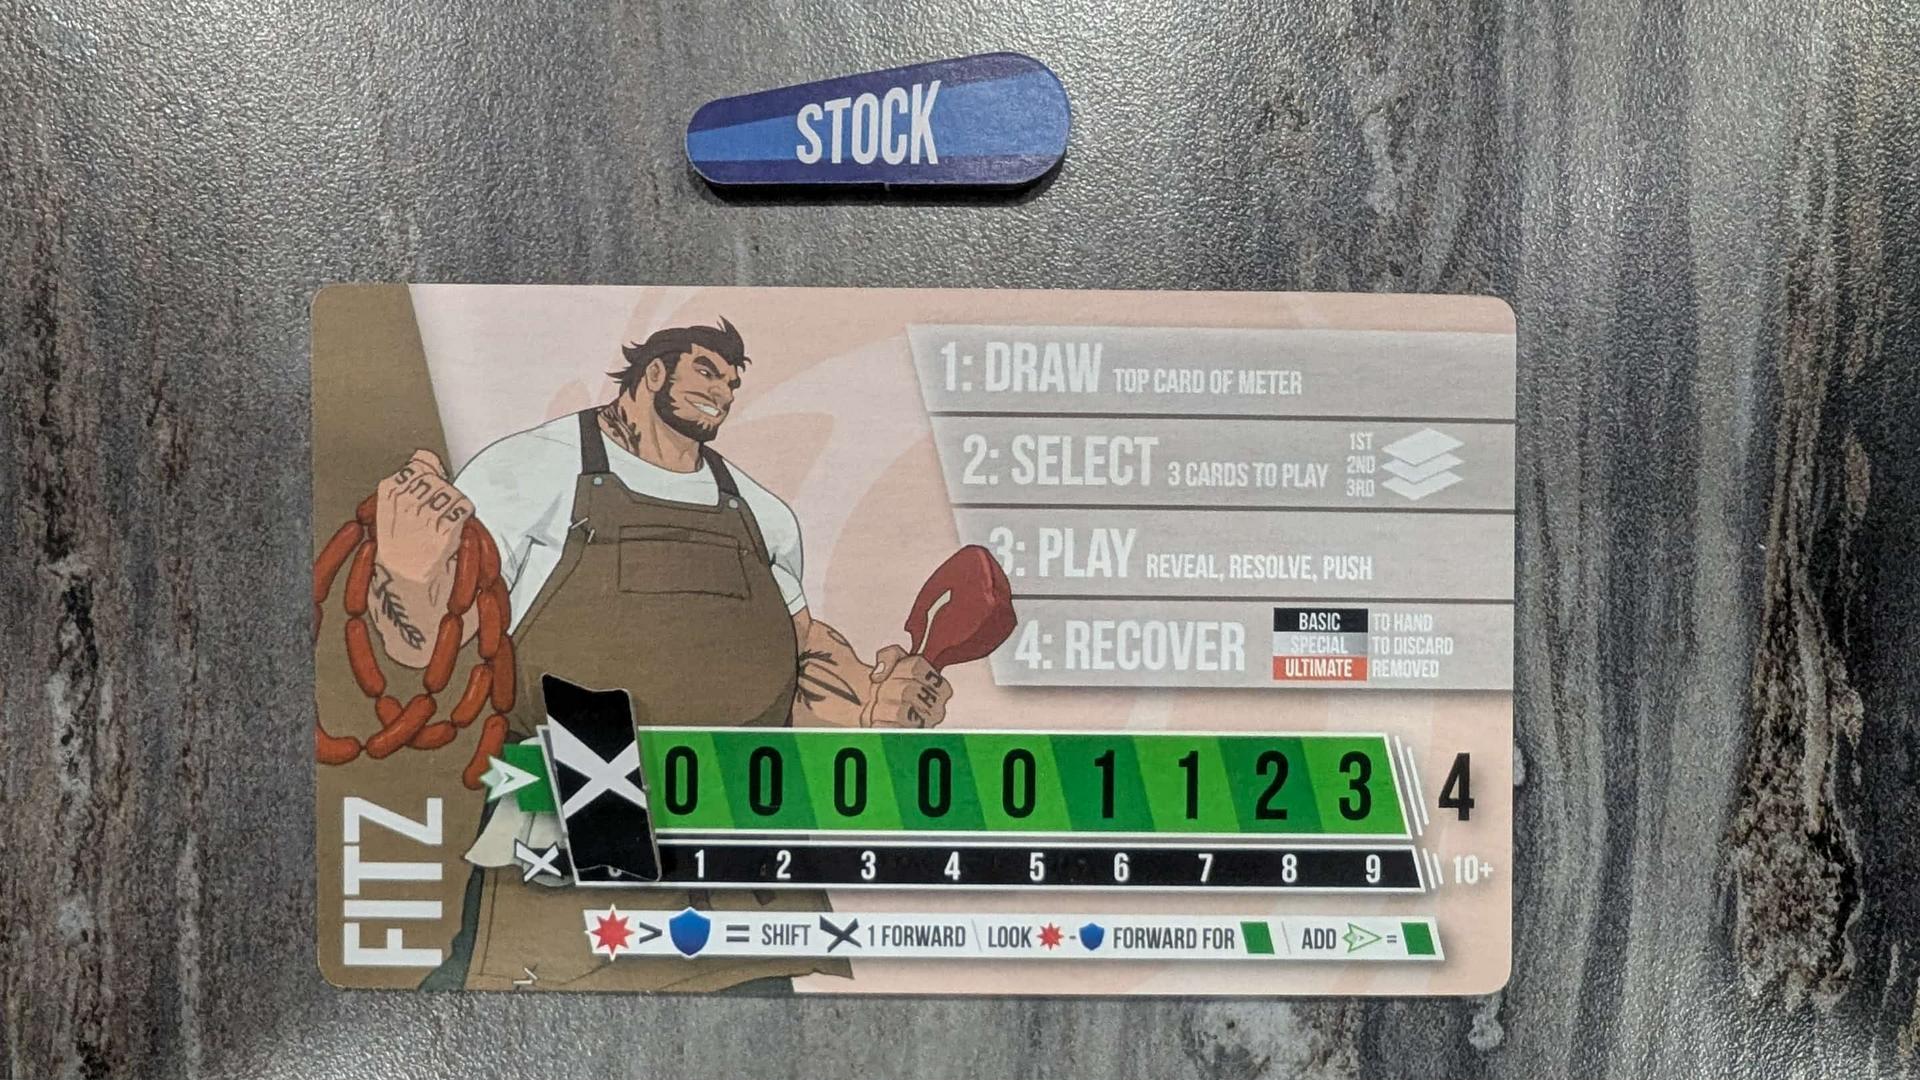 STOCK
1: DRAW TOP CARD OF METER
2: SELECT 3 CARDS TO PLAY
1ST
2ND
3RD
3: PLAY REVEAL, RESOLVE, PUSH
4: RECOVER
BASIC TO HAND
SPECIAL TO DISCARD
ULTIMATE REMOVED
SOUS
FITZ
0 0 0 0 0 1 1 2 3 4
1 2 3 4 5 6 7 8 9 10+
> = SHIFT 1 FORWARD LOOK - FORWARD FOR ADD =